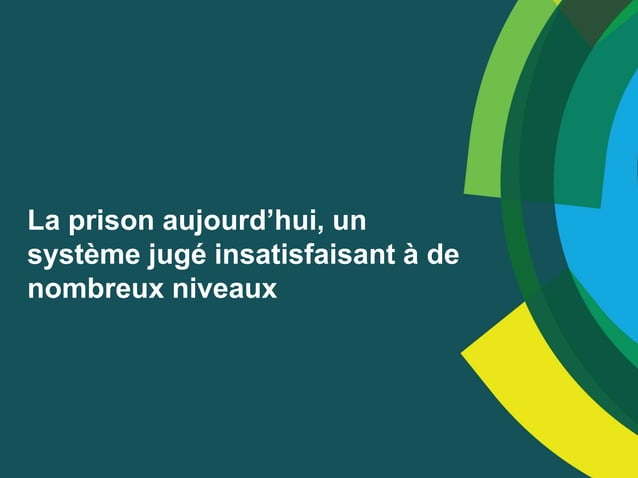 La prison aujourd’hui, un
système jugé insatisfaisant à de
nombreux niveaux